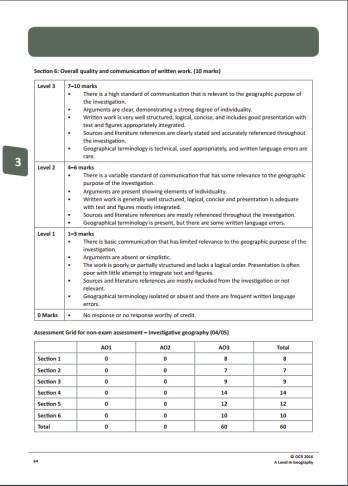 Section 6: Overall quality and communication of written work. (10 marks)
Level 3 7–10 marks
• There is a high standard of communication that is relevant to the geographic purpose of
the investigation.
• Arguments are clear, demonstrating a strong degree of individuality.
• Written work is very well structured, logical, concise, and includes good presentation with
text and figures appropriately integrated.
• Sources and literature references are clearly stated and accurately referenced throughout
the investigation.
• Geographical terminology is technical, used appropriately, and written language errors are
rare.
3
Level 2 4–6 marks
• There is a variable standard of communication that has some relevance to the geographic
purpose of the investigation.
• Arguments are present showing elements of individuality.
• Written work is generally well structured, logical, concise and presentation is adequate
with text and figures mostly integrated.
• Sources and literature references are mostly referenced throughout the investigation.
• Geographical terminology is present, but there are some written language errors.
Level 1 1–3 marks
• There is basic communication that has limited relevance to the geographic purpose of the
investigation.
• Arguments are absent or simplistic.
• The work is poorly or partially structured and lacks a logical order. Presentation is often
poor with little attempt to integrate text and figures.
• Sources and literature references are mostly excluded from the investigation or not
relevant.
• Geographical terminology isolated or absent and there are frequent written language
errors.
0 Marks • No response or no response worthy of credit.
Assessment Grid for non-exam assessment – Investigative geography (04/05)
AO1 AO2 AO3 Total
Section 1 0 0 8 8
Section 2 0 0 7 7
Section 3 0 0 9 9
Section 4 0 0 14 14
Section 5 0 0 12 12
Section 6 0 0 10 10
Total 0 0 60 60
© OCR 2016
64 A Level in Geography